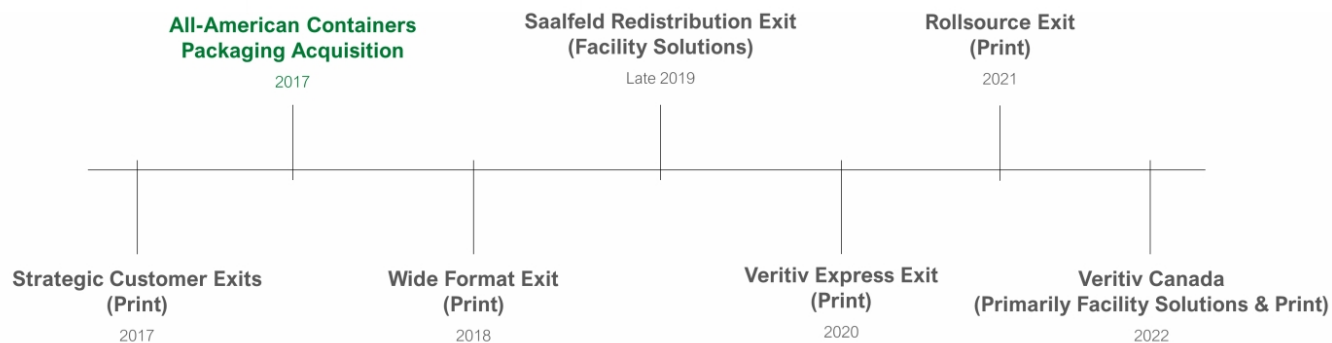 All-American Containers
Packaging Acquisition
2017
Saalfeld Redistribution Exit
(Facility Solutions)
Late 2019
Rollsource Exit
(Print)
2021
Strategic Customer Exits
(Print)
2017
Wide Format Exit
(Print)
2018
Veritiv Express Exit
(Print)
2020
Veritiv Canada
(Primarily Facility Solutions & Print)
2022